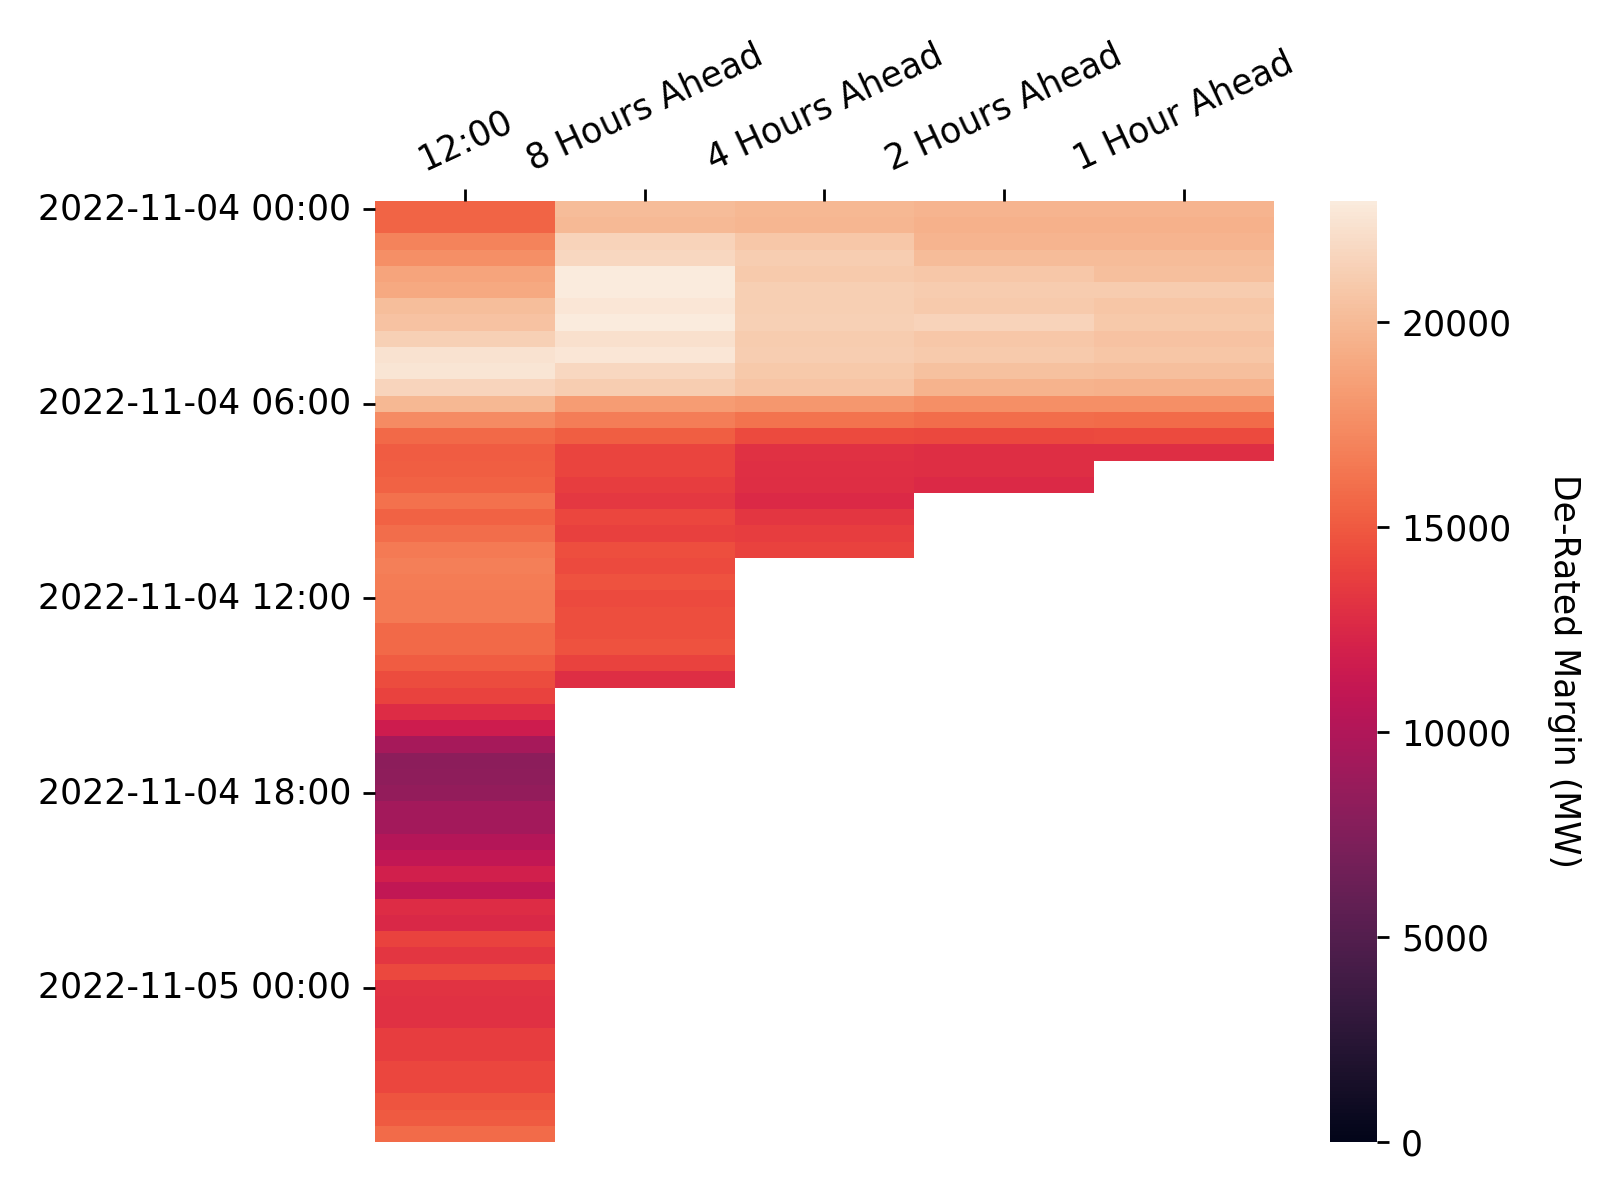 12:00
8 Hours Ahead
4 Hours Ahead
2 Hours Ahead
1 Hour Ahead
2022-11-04 00:00
2022-11-04 06:00
2022-11-04 12:00
2022-11-04 18:00
2022-11-05 00:00
20000
15000
10000
5000
0
De-Rated Margin (MW)